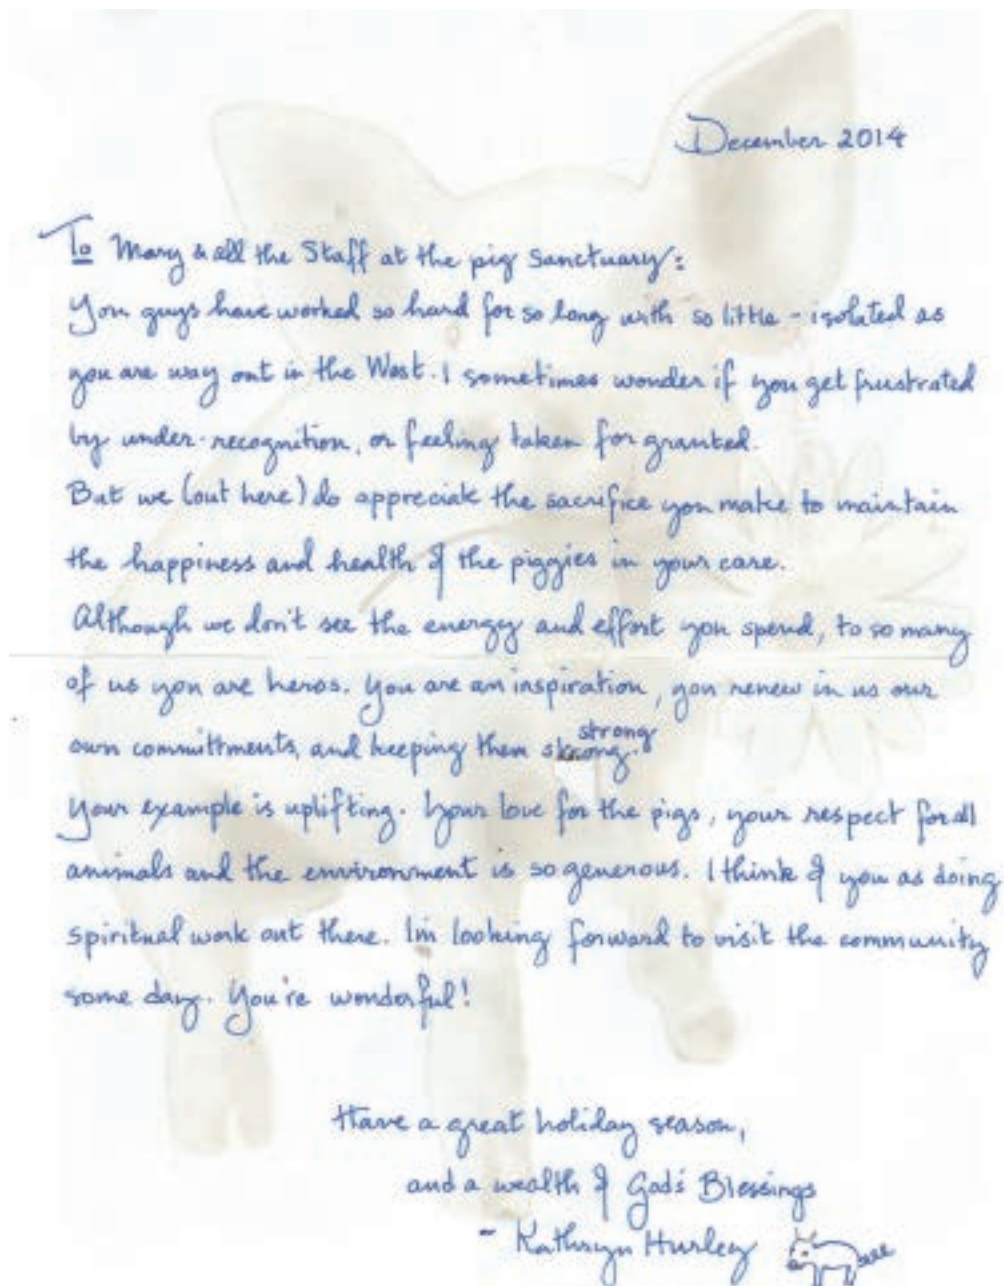 December 2014
To Mary & all the Staff at the pig sanctuary:
You guys have worked so hard for so long with so little - isolated as
you are way out in the West. I sometimes wonder if you get frustrated
by under-recognition, or feeling taken for granted.
But we (out here) do appreciate the sacrifice you make to maintain
the happiness and health of the piggies in your care.
Although we don't see the energy and effort you spend, to so many
of us you are heros. You are an inspiration, you renew in us our
own committments, and keeping them strong strong.
Your example is uplifting. Your love for the pigs, your respect for all
animals and the environment is so generous. I think of you as doing
spiritual work out there. I'm looking forward to visit the community
some day. You're wonderful!
Have a great holiday season,
and a wealth of God's Blessings
- Kathryn Hurley